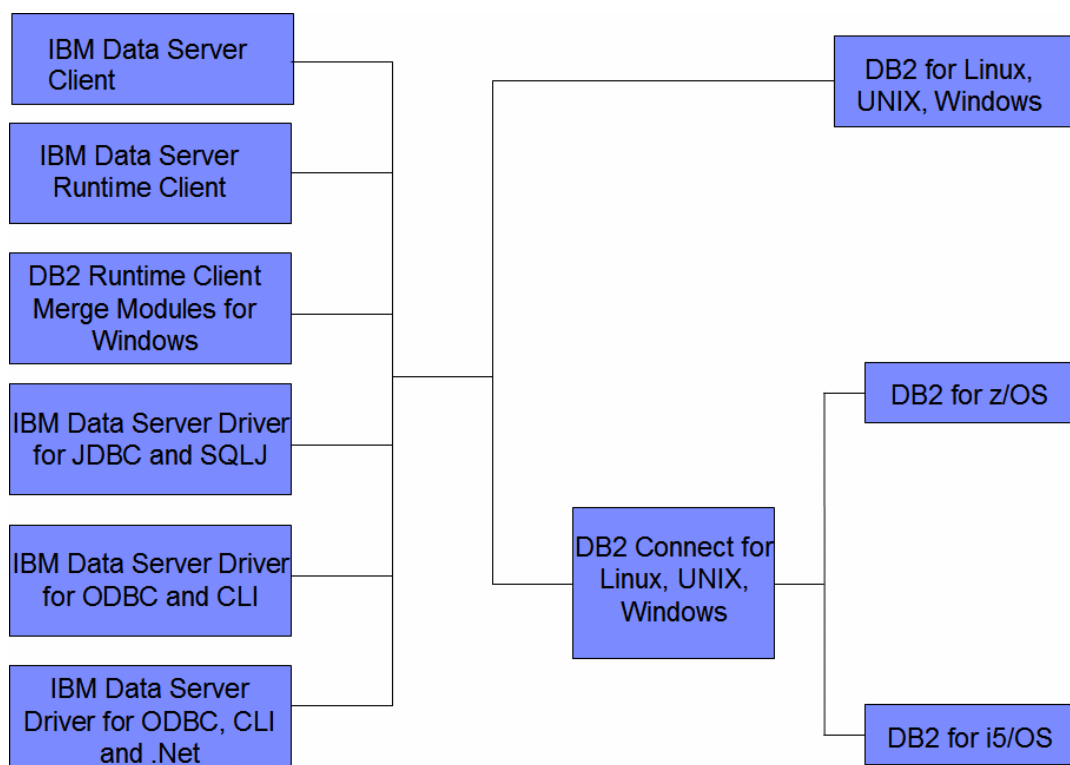 IBM Data Server
Client
IBM Data Server
Runtime Client
DB2 Runtime Client
Merge Modules for
Windows
IBM Data Server Driver
for JDBC and SQLJ
IBM Data Server Driver
for ODBC and CLI
IBM Data Server
Driver for ODBC, CLI
and .Net
DB2 Connect for
Linux, UNIX,
Windows
DB2 for Linux,
UNIX, Windows
DB2 for z/OS
DB2 for i5/OS